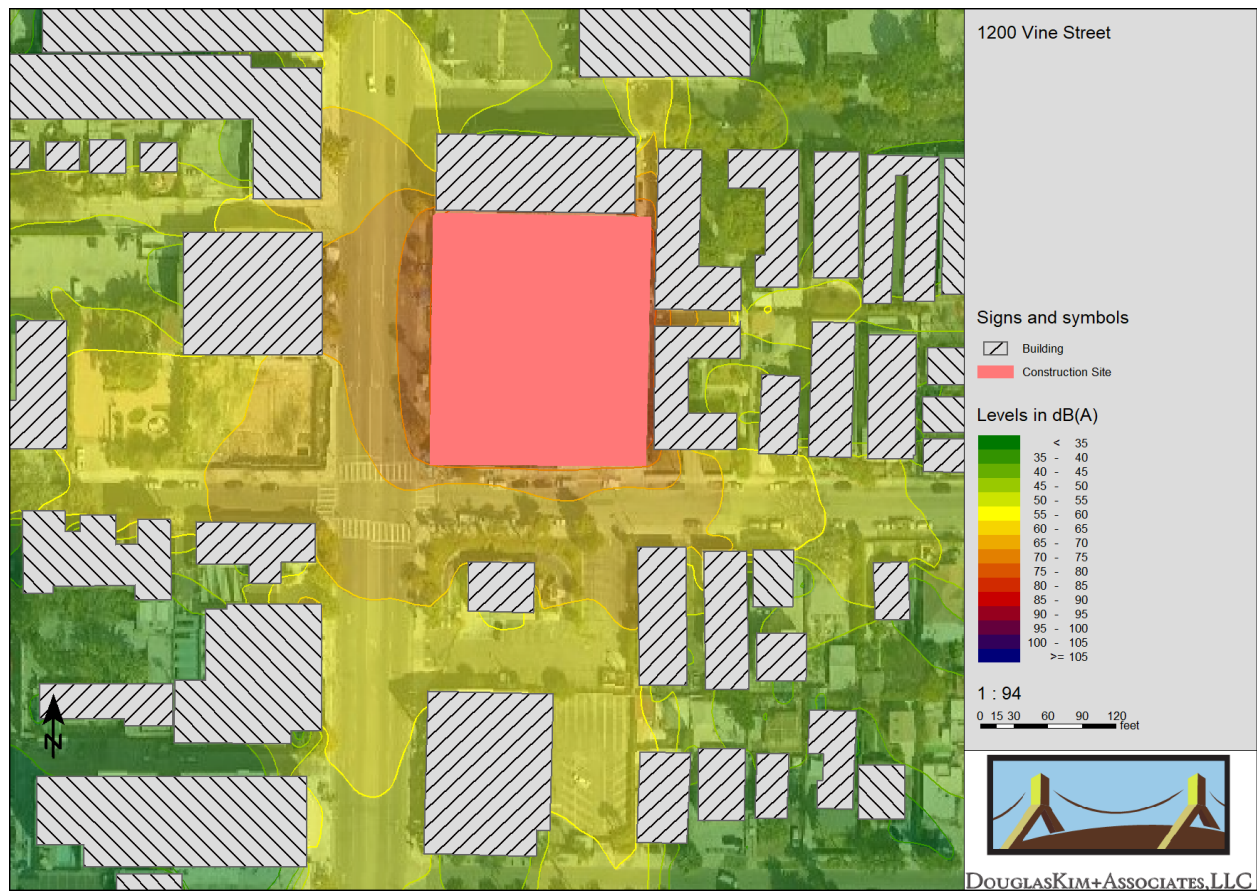 1200 Vine Street
Signs and symbols
Building
Construction Site
Levels in dB(A)
< 35
35 - 40
40 - 45
45 - 50
50 - 55
55 - 60
60 - 65
65 - 70
70 - 75
75 - 80
80 - 85
85 - 90
90 - 95
95 - 100
100 - 105
>= 105
1 : 94
0 15 30 60 90 120
feet
N
DOUGLASKIM+ASSOCIATES,LLC